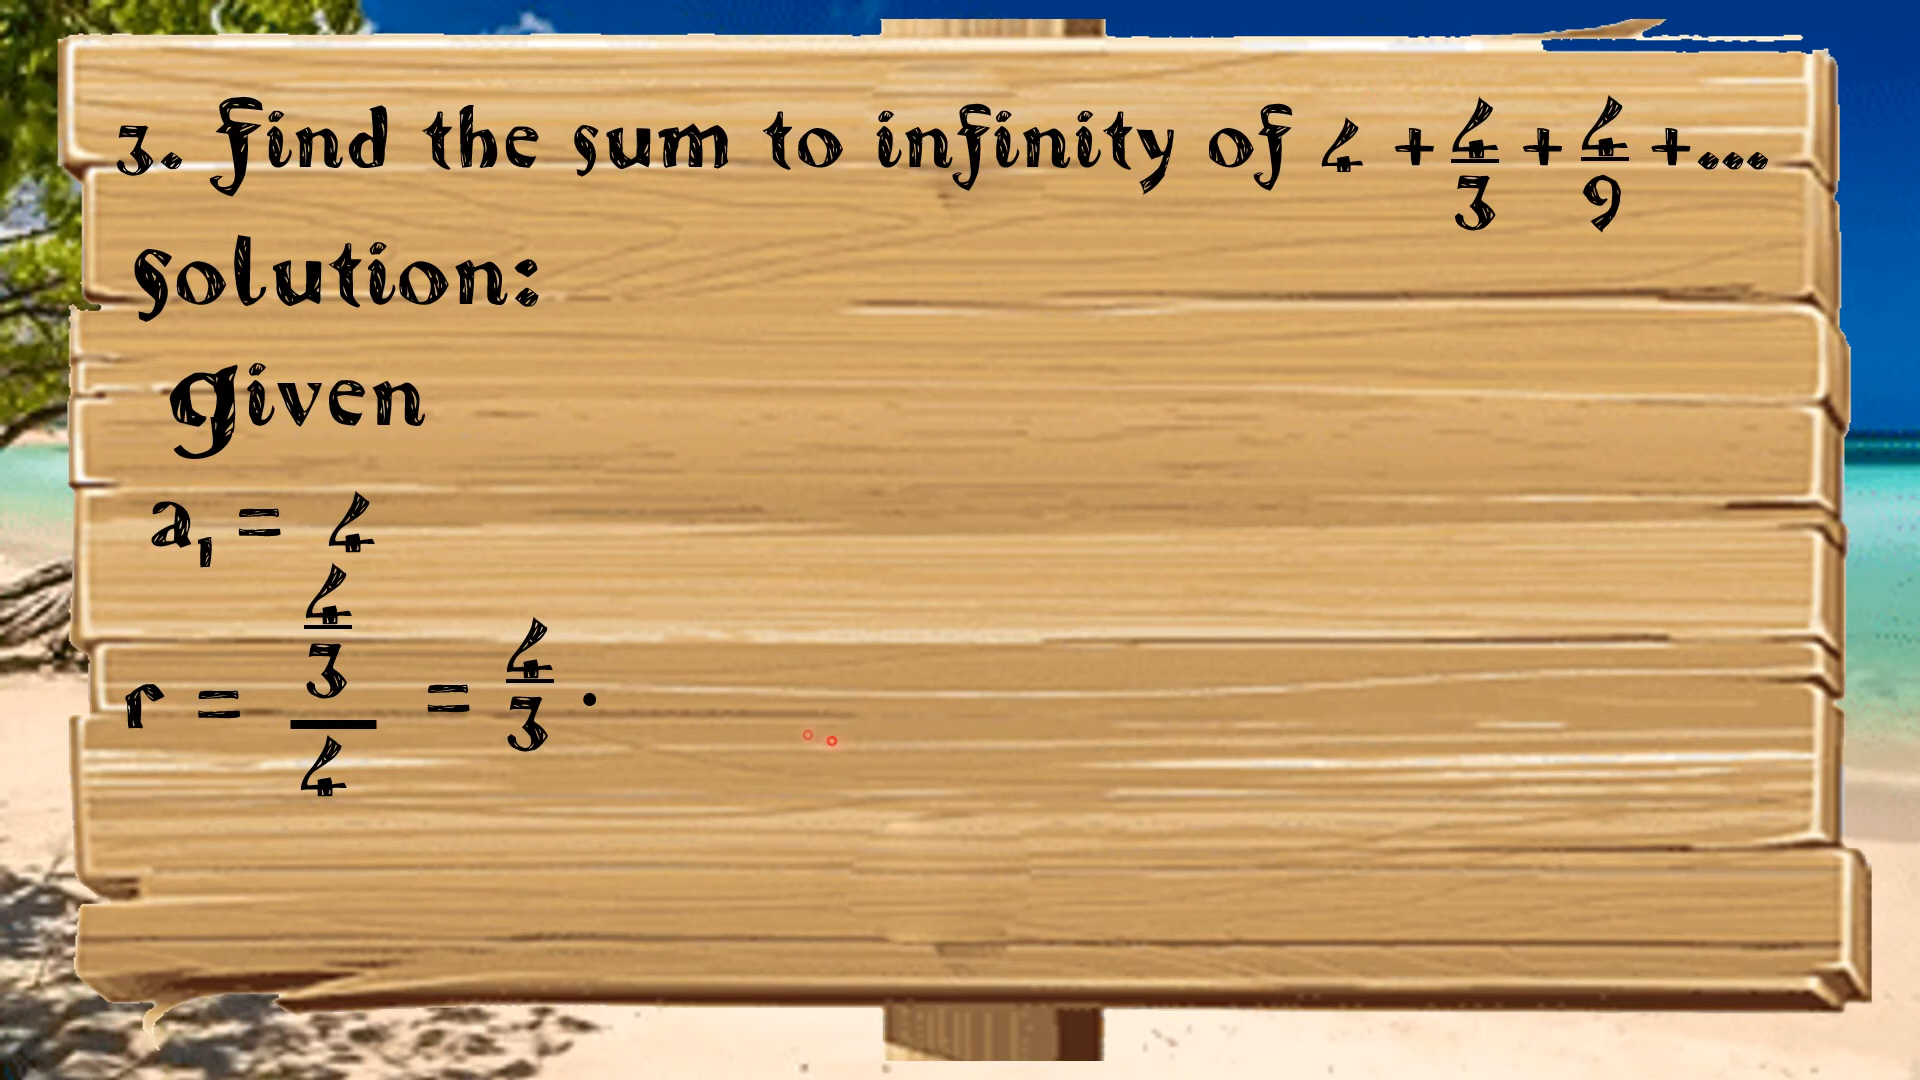 3. Find the sum to infinity of 4 + 4/3 + 4/9 +...
Solution:
Given
a₁ = 4
r = 4/3 / 4 = 4/3 ·